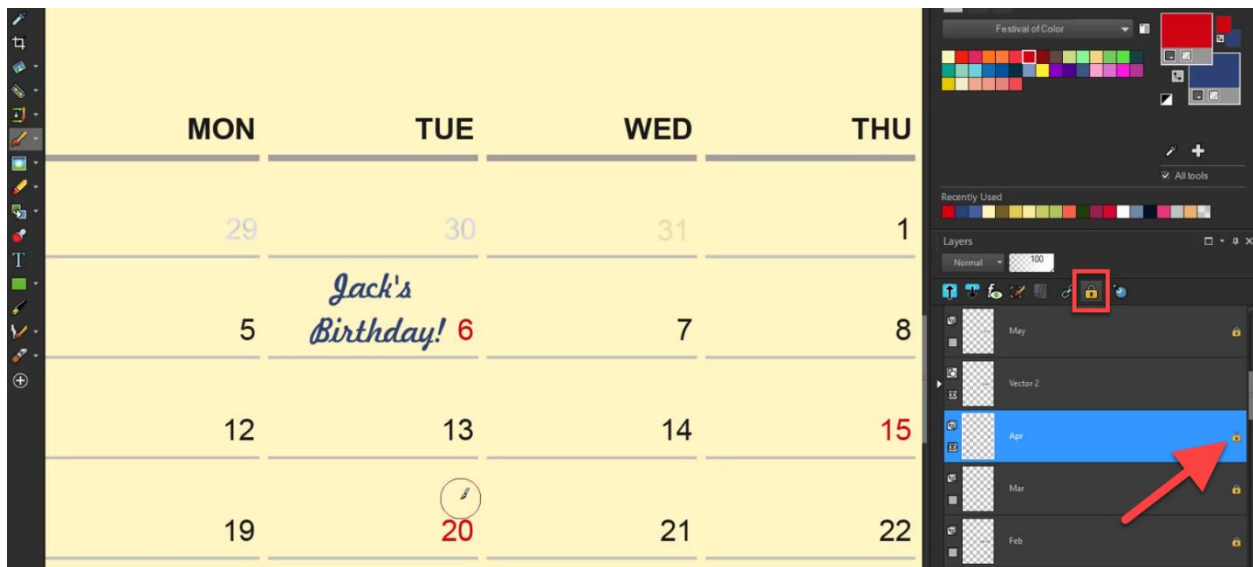 Festival of Color
All tools
Recently Used
Layers
Normal 100
MON TUE WED THU
29 30 31 1
Jack's
Birthday!
5 6 7 8
12 13 14 15
19 20 21 22
May
Vector 2
Apr
Mar
Feb